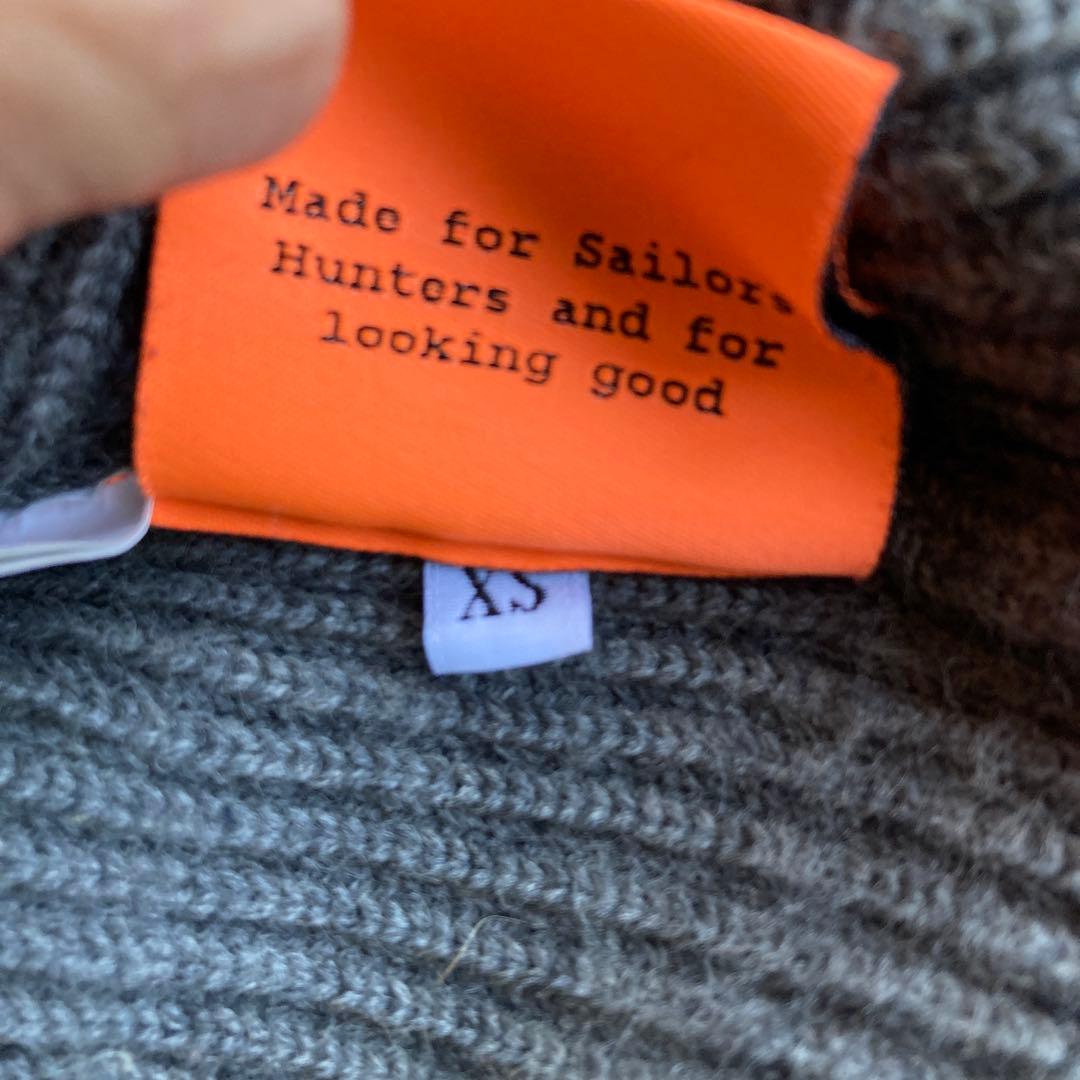 Made for Sailors
Hunters and for
looking good
XS